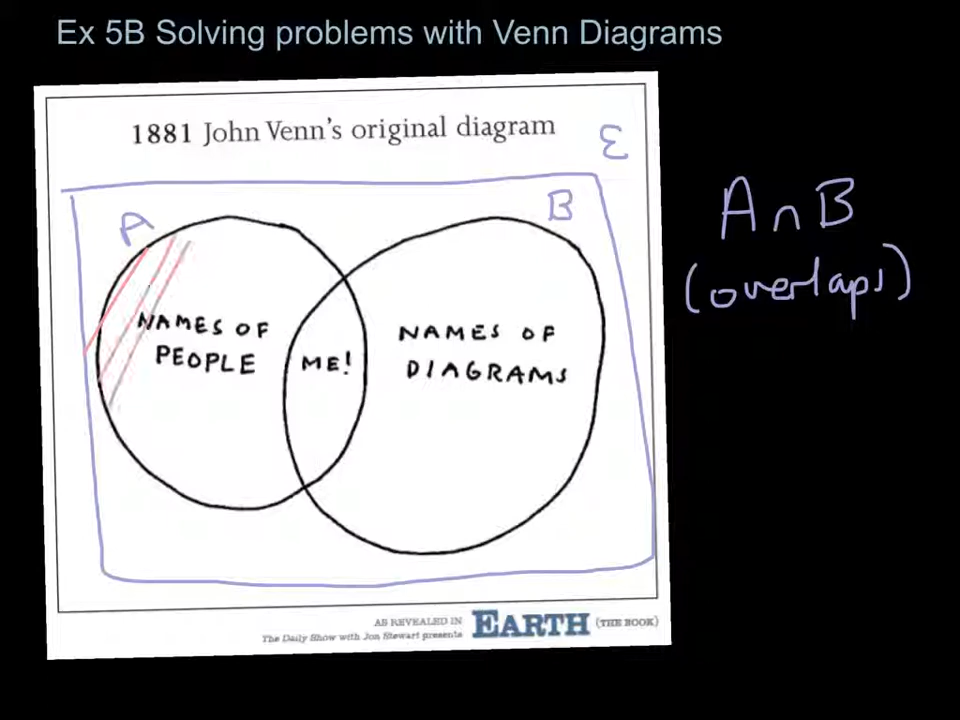 Ex 5B Solving problems with Venn Diagrams
1881 John Venn's original diagram
ℰ
A
B
A ∩ B
(overlaps)
NAMES OF
PEOPLE
ME!
NAMES OF
DIAGRAMS
AS REVEALED IN
The Daily Show with Jon Stewart presents
EARTH (THE BOOK)